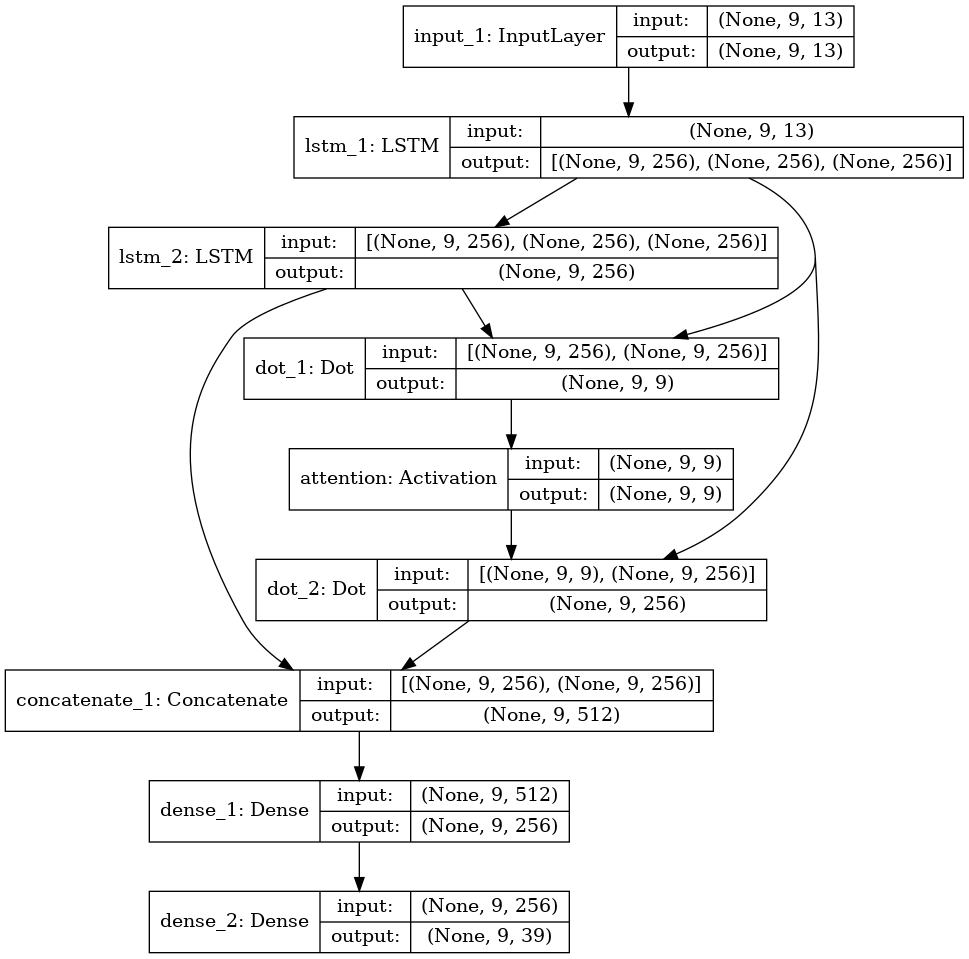 input_1: InputLayer
input: (None, 9, 13)
output: (None, 9, 13)
lstm_1: LSTM
input: (None, 9, 13)
output: [(None, 9, 256), (None, 256), (None, 256)]
lstm_2: LSTM
input: [(None, 9, 256), (None, 256), (None, 256)]
output: (None, 9, 256)
dot_1: Dot
input: [(None, 9, 256), (None, 9, 256)]
output: (None, 9, 9)
attention: Activation
input: (None, 9, 9)
output: (None, 9, 9)
dot_2: Dot
input: [(None, 9, 9), (None, 9, 256)]
output: (None, 9, 256)
concatenate_1: Concatenate
input: [(None, 9, 256), (None, 9, 256)]
output: (None, 9, 512)
dense_1: Dense
input: (None, 9, 512)
output: (None, 9, 256)
dense_2: Dense
input: (None, 9, 256)
output: (None, 9, 39)